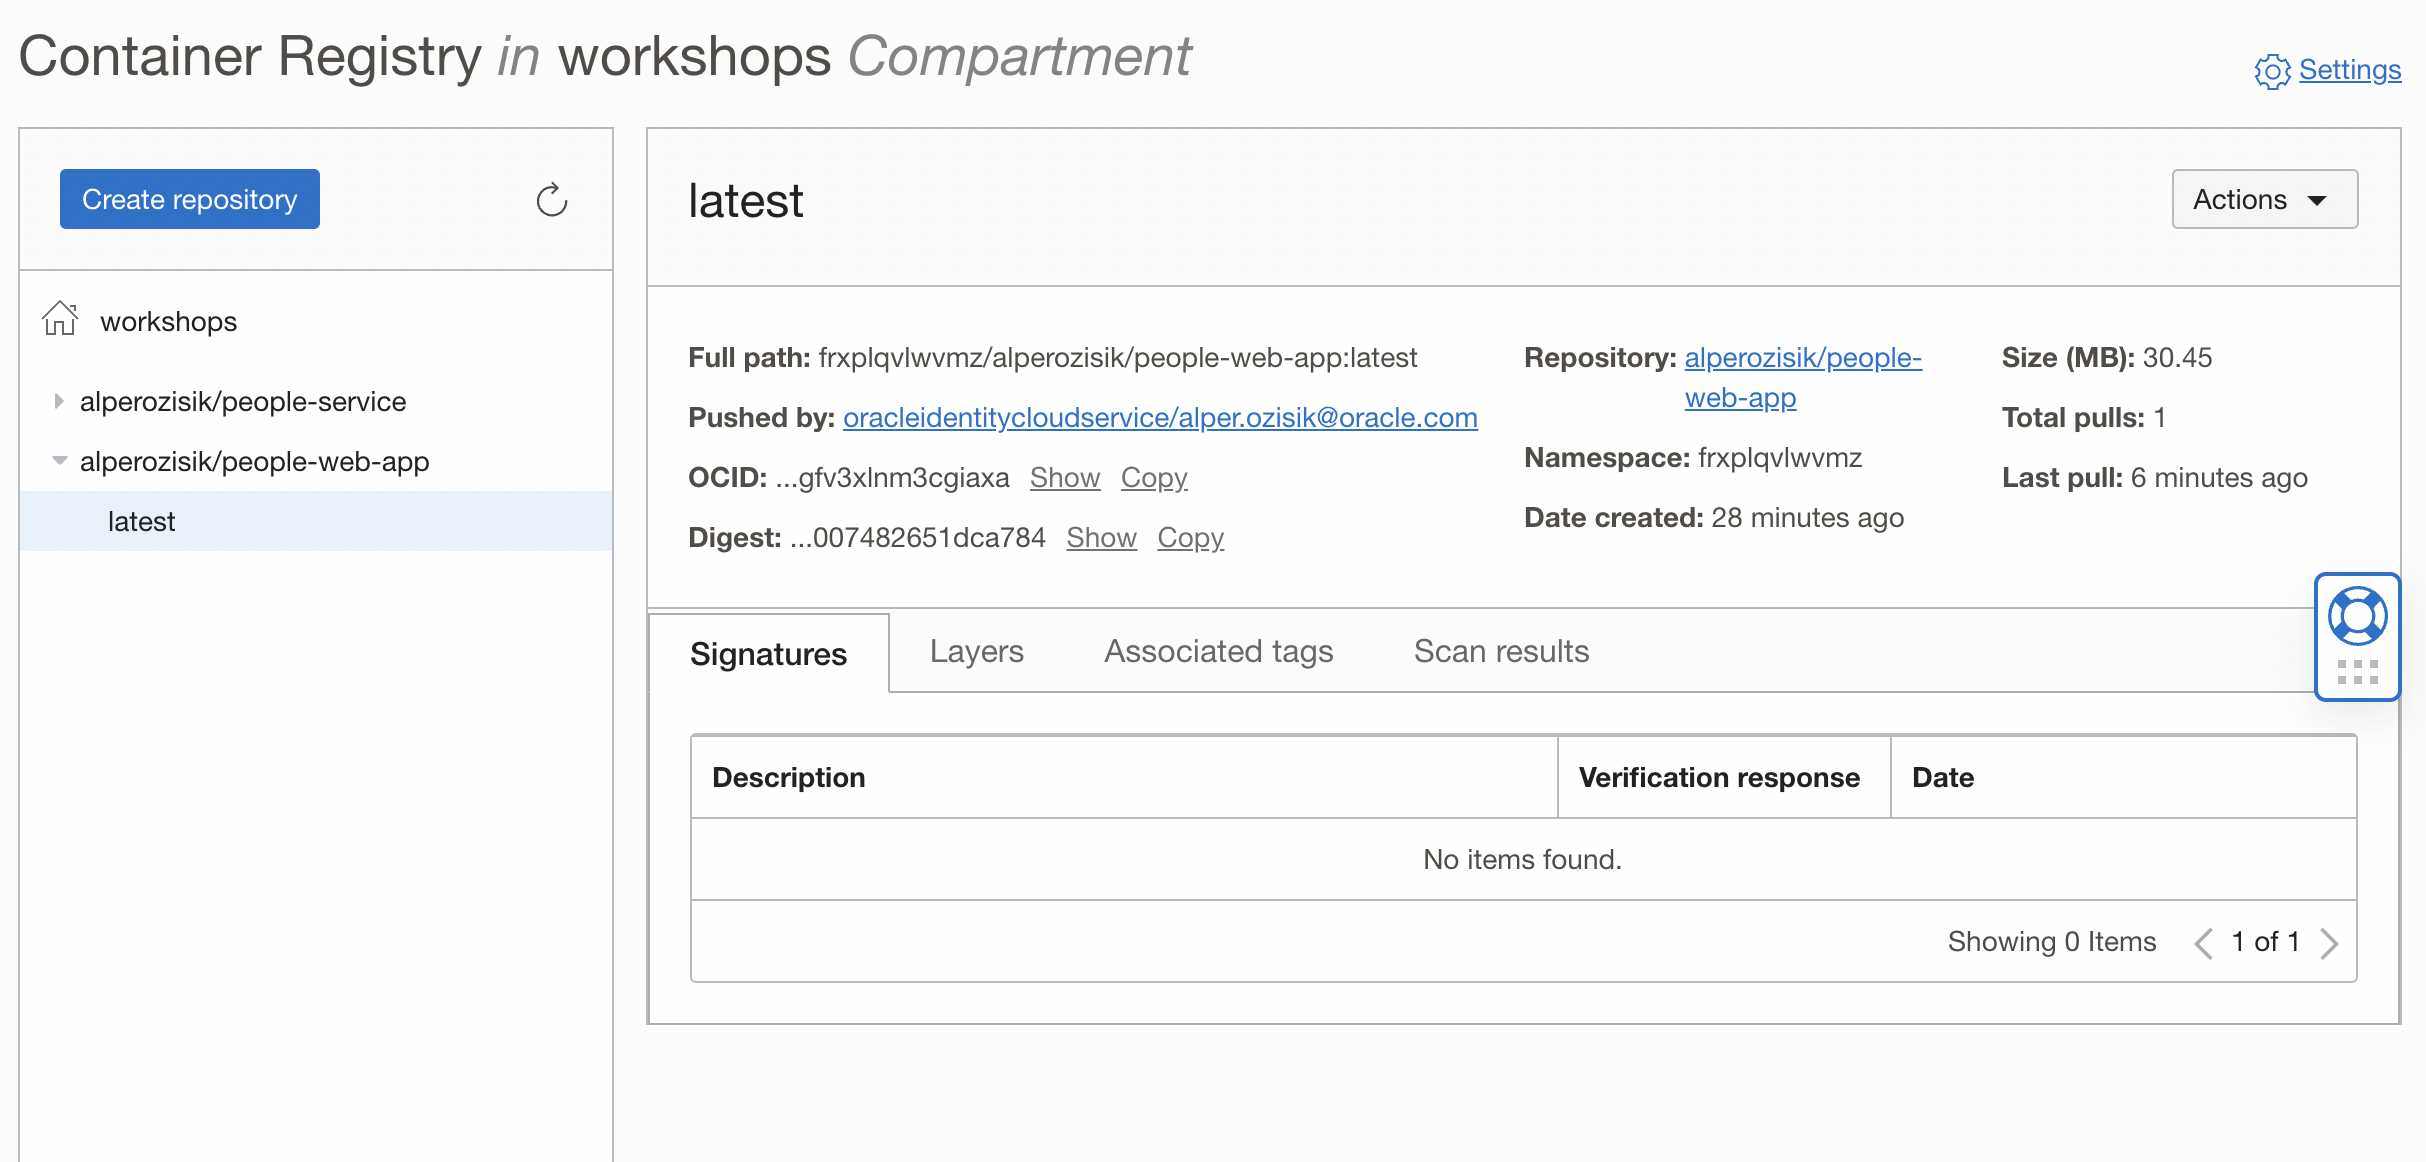 Container Registry in workshops Compartment
Settings
Create repository
workshops
alperozisik/people-service
alperozisik/people-web-app
latest
latest
Actions
Full path: frxplqvlwvmz/alperozisik/people-web-app:latest
Pushed by: oracleidentitycloudservice/alper.ozisik@oracle.com
OCID: ...gfv3xlnm3cgiaxa Show Copy
Digest: ...007482651dca784 Show Copy
Repository: alperozisik/people-
web-app
Namespace: frxplqvlwvmz
Date created: 28 minutes ago
Size (MB): 30.45
Total pulls: 1
Last pull: 6 minutes ago
Signatures Layers Associated tags Scan results
Description Verification response Date
No items found.
Showing 0 Items 1 of 1